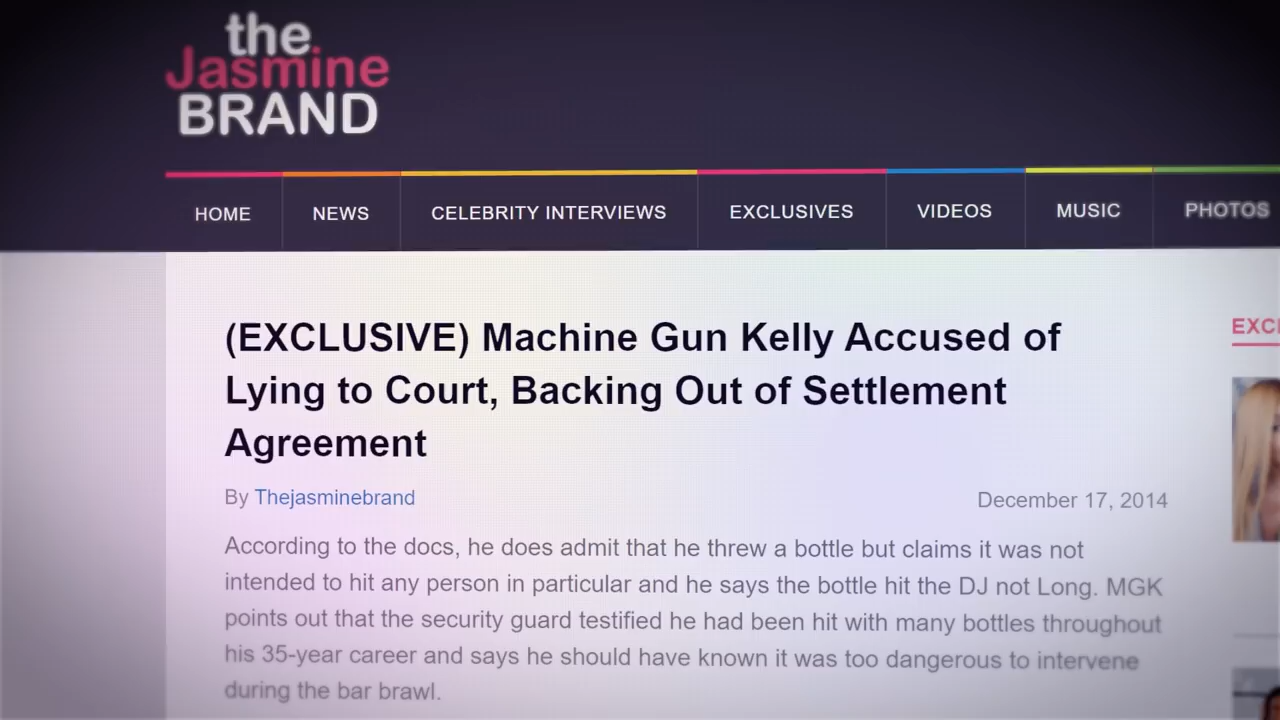 the
Jasmine
BRAND
HOME NEWS CELEBRITY INTERVIEWS EXCLUSIVES VIDEOS MUSIC PHOTOS
(EXCLUSIVE) Machine Gun Kelly Accused of
Lying to Court, Backing Out of Settlement
Agreement
By Thejasminebrand December 17, 2014
According to the docs, he does admit that he threw a bottle but claims it was not
intended to hit any person in particular and he says the bottle hit the DJ not Long. MGK
points out that the security guard testified he had been hit with many bottles throughout
his 35-year career and says he should have known it was too dangerous to intervene
during the bar brawl.